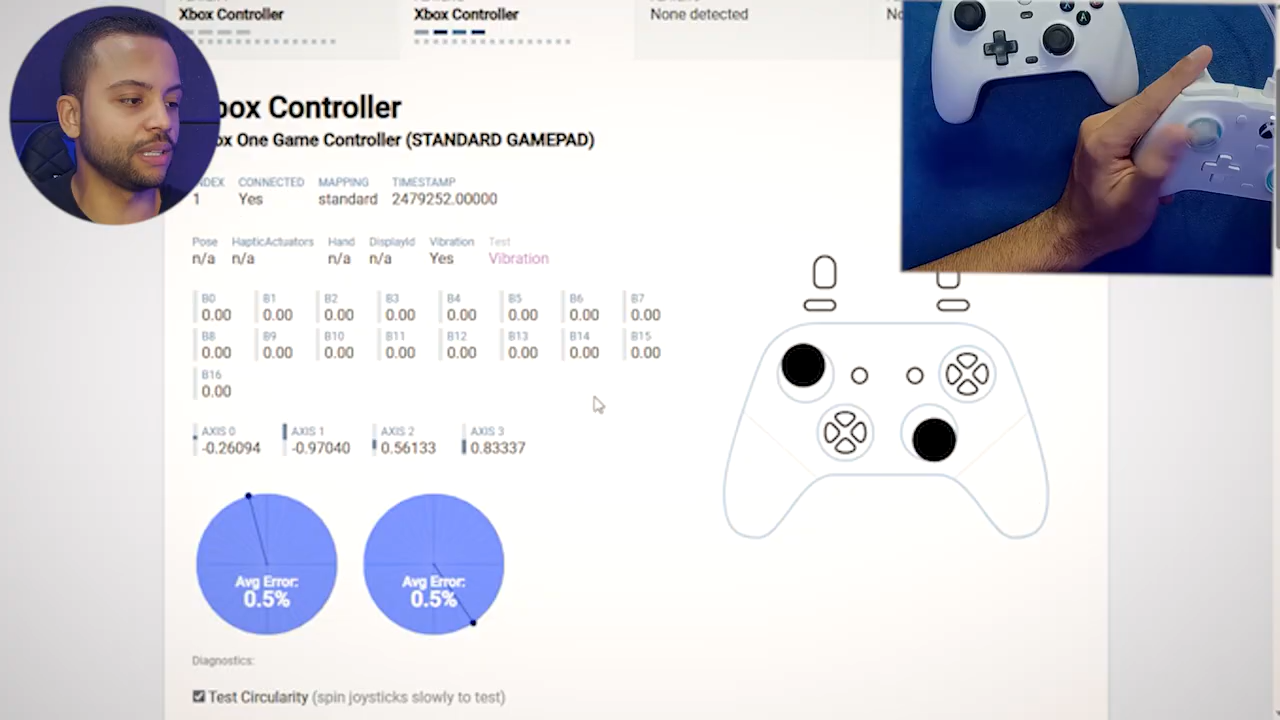 Xbox Controller
Xbox Controller
None detected
box Controller
ox One Game Controller (STANDARD GAMEPAD)
NDEX CONNECTED MAPPING TIMESTAMP
1 Yes standard 2479252.00000
Pose HapticActuators Hand DisplayId Vibration Test
n/a n/a n/a n/a Yes Vibration
B0 B1 B2 B3 B4 B5 B6 B7
0.00 0.00 0.00 0.00 0.00 0.00 0.00 0.00
B8 B9 B10 B11 B12 B13 B14 B15
0.00 0.00 0.00 0.00 0.00 0.00 0.00 0.00
B16
0.00
AXIS 0 AXIS 1 AXIS 2 AXIS 3
-0.26094 -0.97040 0.56133 0.83337
Avg Error:
0.5%
Avg Error:
0.5%
Diagnostics:
Test Circularity (spin joysticks slowly to test)